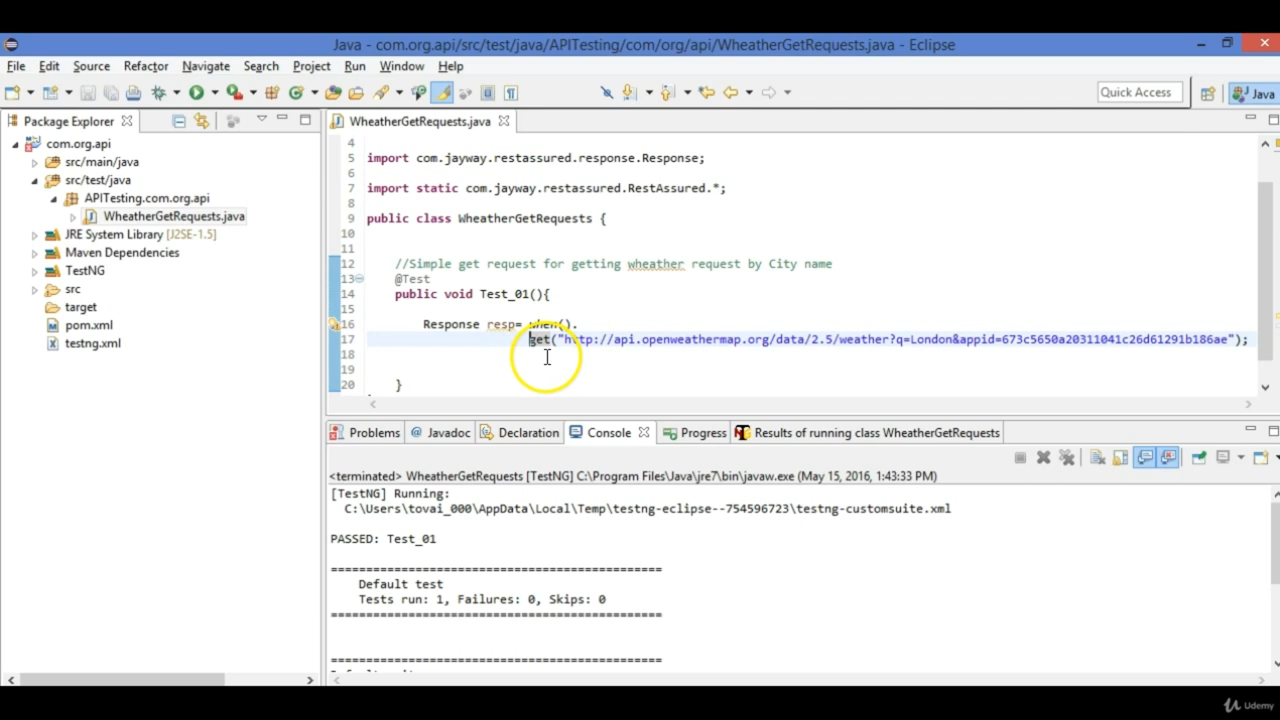 Java - com.org.api/src/test/java/APITesting/com/org/api/WheatherGetRequests.java - Eclipse
File Edit Source Refactor Navigate Search Project Run Window Help
Quick Access Java
Package Explorer
com.org.api
src/main/java
src/test/java
APITesting.com.org.api
WheatherGetRequests.java
JRE System Library [J2SE-1.5]
Maven Dependencies
TestNG
src
target
pom.xml
testng.xml
WheatherGetRequests.java
4
5 import com.jayway.restassured.response.Response;
6
7 import static com.jayway.restassured.RestAssured.*;
8
9 public class WheatherGetRequests {
10
11
12 //Simple get request for getting wheather request by City name
13 @Test
14 public void Test_01(){
15
16 Response resp= when().
17 get("http://api.openweathermap.org/data/2.5/weather?q=London&appid=673c5650a20311041c26d61291b186ae");
18
19
20 }
Problems @ Javadoc Declaration Console Progress Results of running class WheatherGetRequests
<terminated> WheatherGetRequests [TestNG] C:\Program Files\Java\jre7\bin\javaw.exe (May 15, 2016, 1:43:33 PM)
[TestNG] Running:
C:\Users\tovai_000\AppData\Local\Temp\testng-eclipse--754596723\testng-customsuite.xml
PASSED: Test_01
===============================================
Default test
Tests run: 1, Failures: 0, Skips: 0
===============================================
===============================================
Udemy